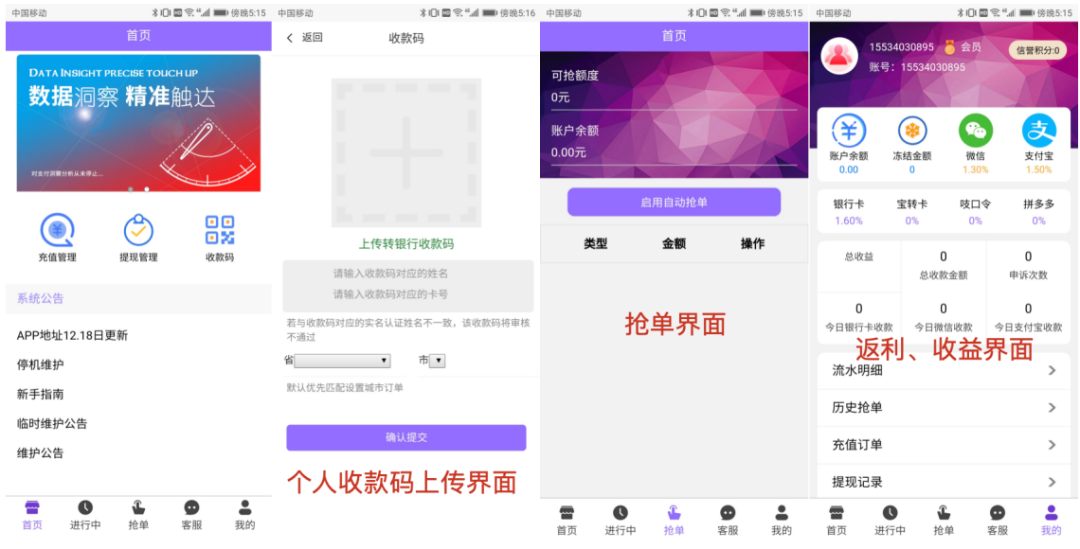 中国移动
傍晚5:15
首页
DATA INSIGHT PRECISE TOUCH UP
数据洞察 精准触达
对支付洞察分析从未停止...
充值管理
提现管理
收款码
系统公告
APP地址12.18日更新
停机维护
新手指南
临时维护公告
维护公告
首页
进行中
抢单
客服
我的
中国移动
傍晚5:16
返回
收款码
上传转银行收款码
请输入收款码对应的姓名
请输入收款码对应的卡号
若与收款码对应的实名认证姓名不一致，该收款码将审核
不通过
省
市
默认优先匹配设置城市订单
确认提交
个人收款码上传界面
首页
进行中
抢单
客服
我的
中国移动
傍晚5:15
首页
可抢额度
0元
账户余额
0.00元
启用自动抢单
类型
金额
操作
抢单界面
首页
进行中
抢单
客服
我的
中国移动
傍晚5:15
15534030895
会员
信誉积分:0
账号：15534030895
账户余额
冻结金额
微信
支付宝
0.00
0
1.30%
1.50%
银行卡
宝转卡
吱口令
拼多多
1.60%
0%
0%
0%
总收益
0
总收款金额
0
申诉次数
0
今日银行卡收款
0
今日微信收款
0
今日支付宝收款
返利、收益界面
流水明细
历史抢单
充值订单
提现记录
首页
进行中
抢单
客服
我的